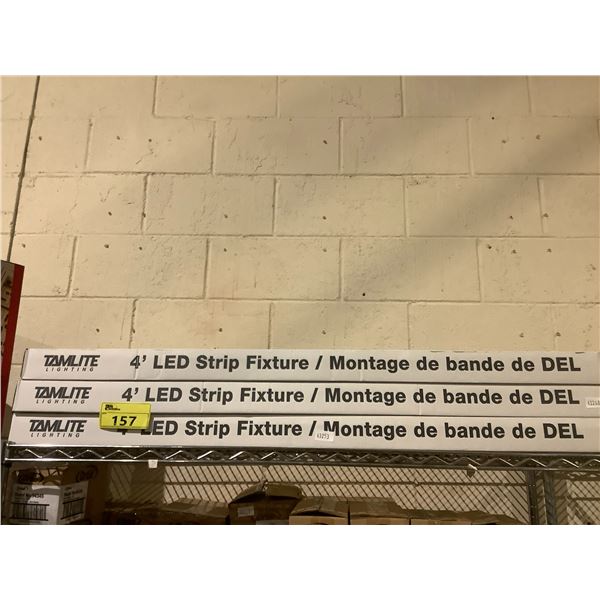 TAMLITE
LIGHTING
4' LED Strip Fixture / Montage de bande de DEL
TAMLITE
LIGHTING
4' LED Strip Fixture / Montage de bande de DEL
TAMLITE
LIGHTING
157
4' LED Strip Fixture / Montage de bande de DEL